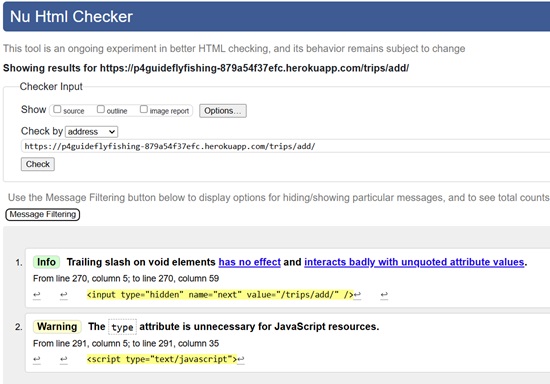 Nu Html Checker
This tool is an ongoing experiment in better HTML checking, and its behavior remains subject to change
Showing results for https://p4guideflyfishing-879a54f37efc.herokuapp.com/trips/add/
Checker Input
Show source outline image report Options...
Check by address
https://p4guideflyfishing-879a54f37efc.herokuapp.com/trips/add/
Check
Use the Message Filtering button below to display options for hiding/showing particular messages, and to see total counts
Message Filtering
1. Info Trailing slash on void elements has no effect and interacts badly with unquoted attribute values.
From line 270, column 5; to line 270, column 59
↩ ↩ <input type="hidden" name="next" value="/trips/add/" />↩ ↩
2. Warning The type attribute is unnecessary for JavaScript resources.
From line 291, column 5; to line 291, column 35
↩ ↩ <script type="text/javascript">↩